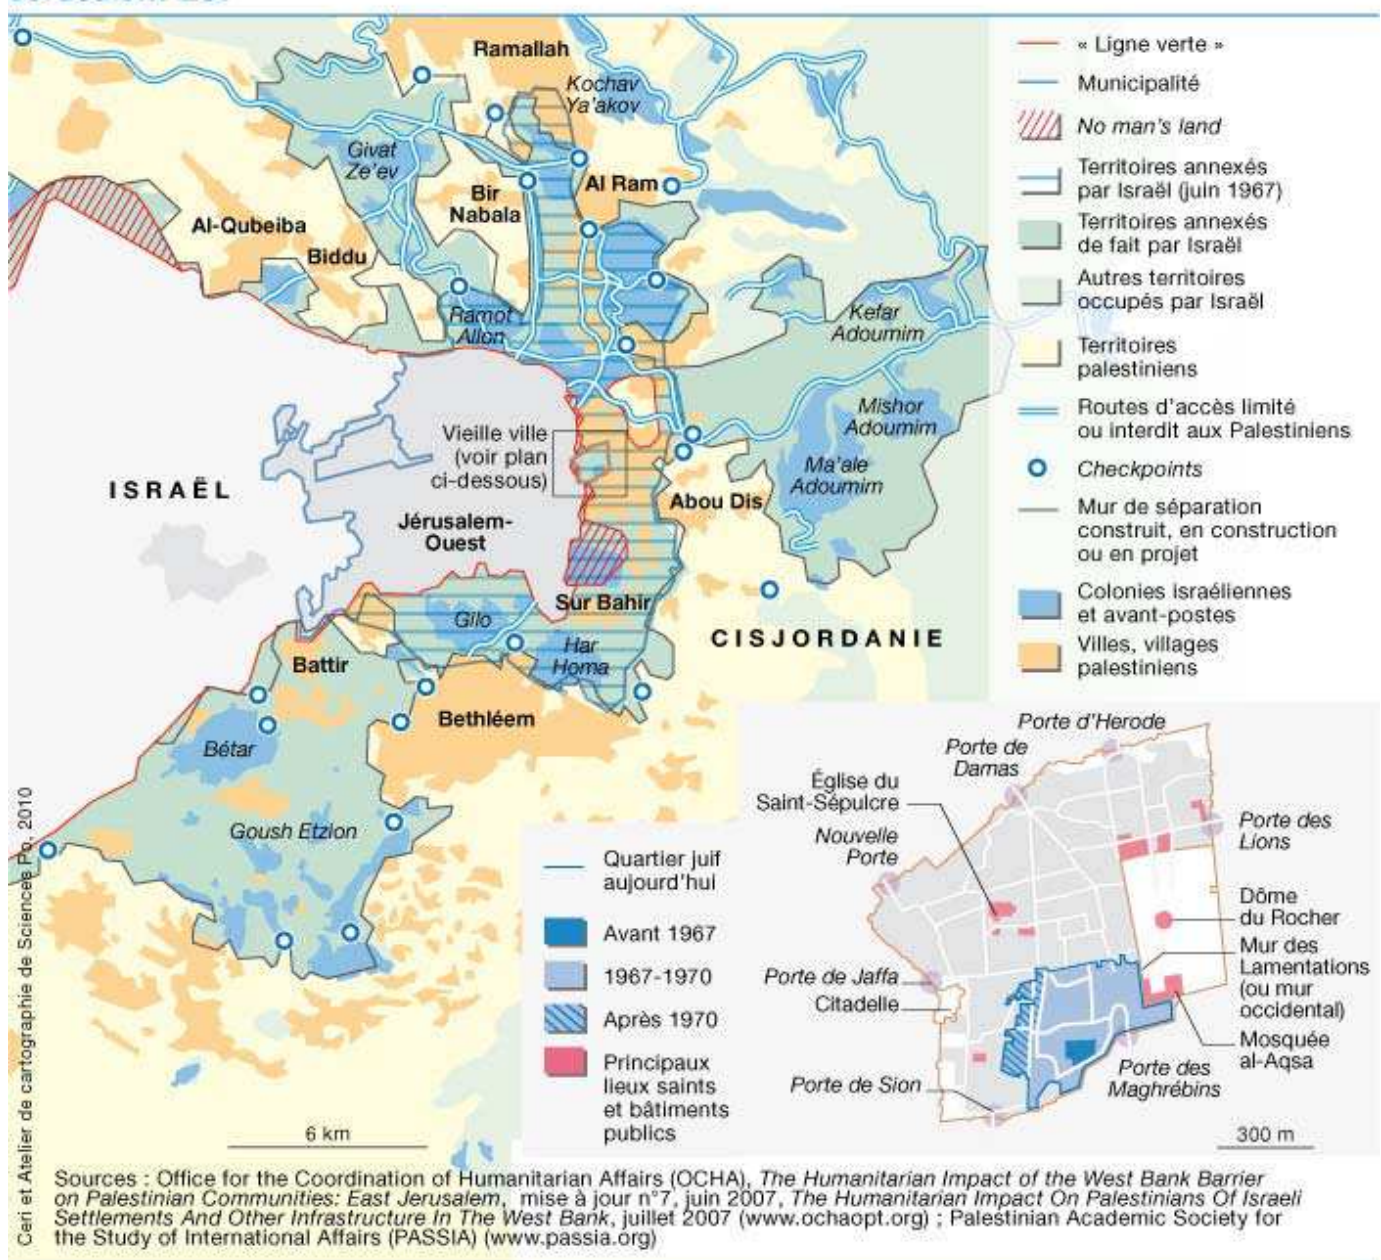 Ramallah
Kochav
Ya'akov
Givat
Ze'ev
Bir
Nabala
Al Ram
Al-Qubeiba
Biddu
Ramot
Allon
Kefar
Adoumim
Mishor
Adoumim
Ma'ale
Adoumim
Vieille ville
(voir plan
ci-dessous)
ISRAËL
Abou Dis
Jérusalem-
Ouest
Sur Bahir
Gilo
Har
Homa
CISJORDANIE
Battir
Bethléem
Bétar
Goush Etzion
6 km
« Ligne verte »
Municipalité
No man's land
Territoires annexés
par Israël (juin 1967)
Territoires annexés
de fait par Israël
Autres territoires
occupés par Israël
Territoires
palestiniens
Routes d'accès limité
ou interdit aux Palestiniens
Checkpoints
Mur de séparation
construit, en construction
ou en projet
Colonies israéliennes
et avant-postes
Villes, villages
palestiniens
Quartier juif
aujourd'hui
Avant 1967
1967-1970
Après 1970
Principaux
lieux saints
et bâtiments
publics
Porte d'Herode
Porte de
Damas
Église du
Saint-Sépulcre
Nouvelle
Porte
Porte des
Lions
Dôme
du Rocher
Mur des
Lamentations
(ou mur
occidental)
Porte de Jaffa
Citadelle
Mosquée
al-Aqsa
Porte des
Maghrébins
Porte de Sion
300 m
Ceri et Atelier de cartographie de Sciences Po, 2010
Sources : Office for the Coordination of Humanitarian Affairs (OCHA), The Humanitarian Impact of the West Bank Barrier
on Palestinian Communities: East Jerusalem, mise à jour n°7, juin 2007, The Humanitarian Impact On Palestinians Of Israeli
Settlements And Other Infrastructure In The West Bank, juillet 2007 (www.ochaopt.org) ; Palestinian Academic Society for
the Study of International Affairs (PASSIA) (www.passia.org)